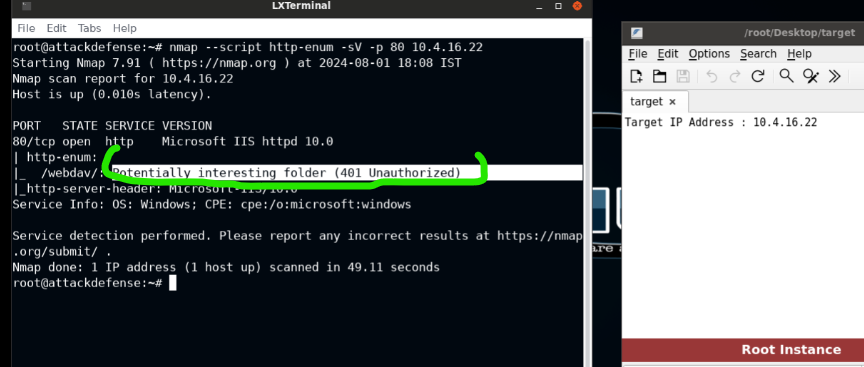 LXTerminal
File Edit Tabs Help
root@attackdefense:~# nmap --script http-enum -sV -p 80 10.4.16.22
Starting Nmap 7.91 ( https://nmap.org ) at 2024-08-01 18:08 IST
Nmap scan report for 10.4.16.22
Host is up (0.010s latency).
PORT STATE SERVICE VERSION
80/tcp open http Microsoft IIS httpd 10.0
| http-enum:
|_ /webdav/: Potentially interesting folder (401 Unauthorized)
|_http-server-header: Microsoft-IIS/10.0
Service Info: OS: Windows; CPE: cpe:/o:microsoft:windows
Service detection performed. Please report any incorrect results at https://nmap
.org/submit/ .
Nmap done: 1 IP address (1 host up) scanned in 49.11 seconds
root@attackdefense:~#
/root/Desktop/target
File Edit Options Search Help
target ×
Target IP Address : 10.4.16.22
are a
Root Instance